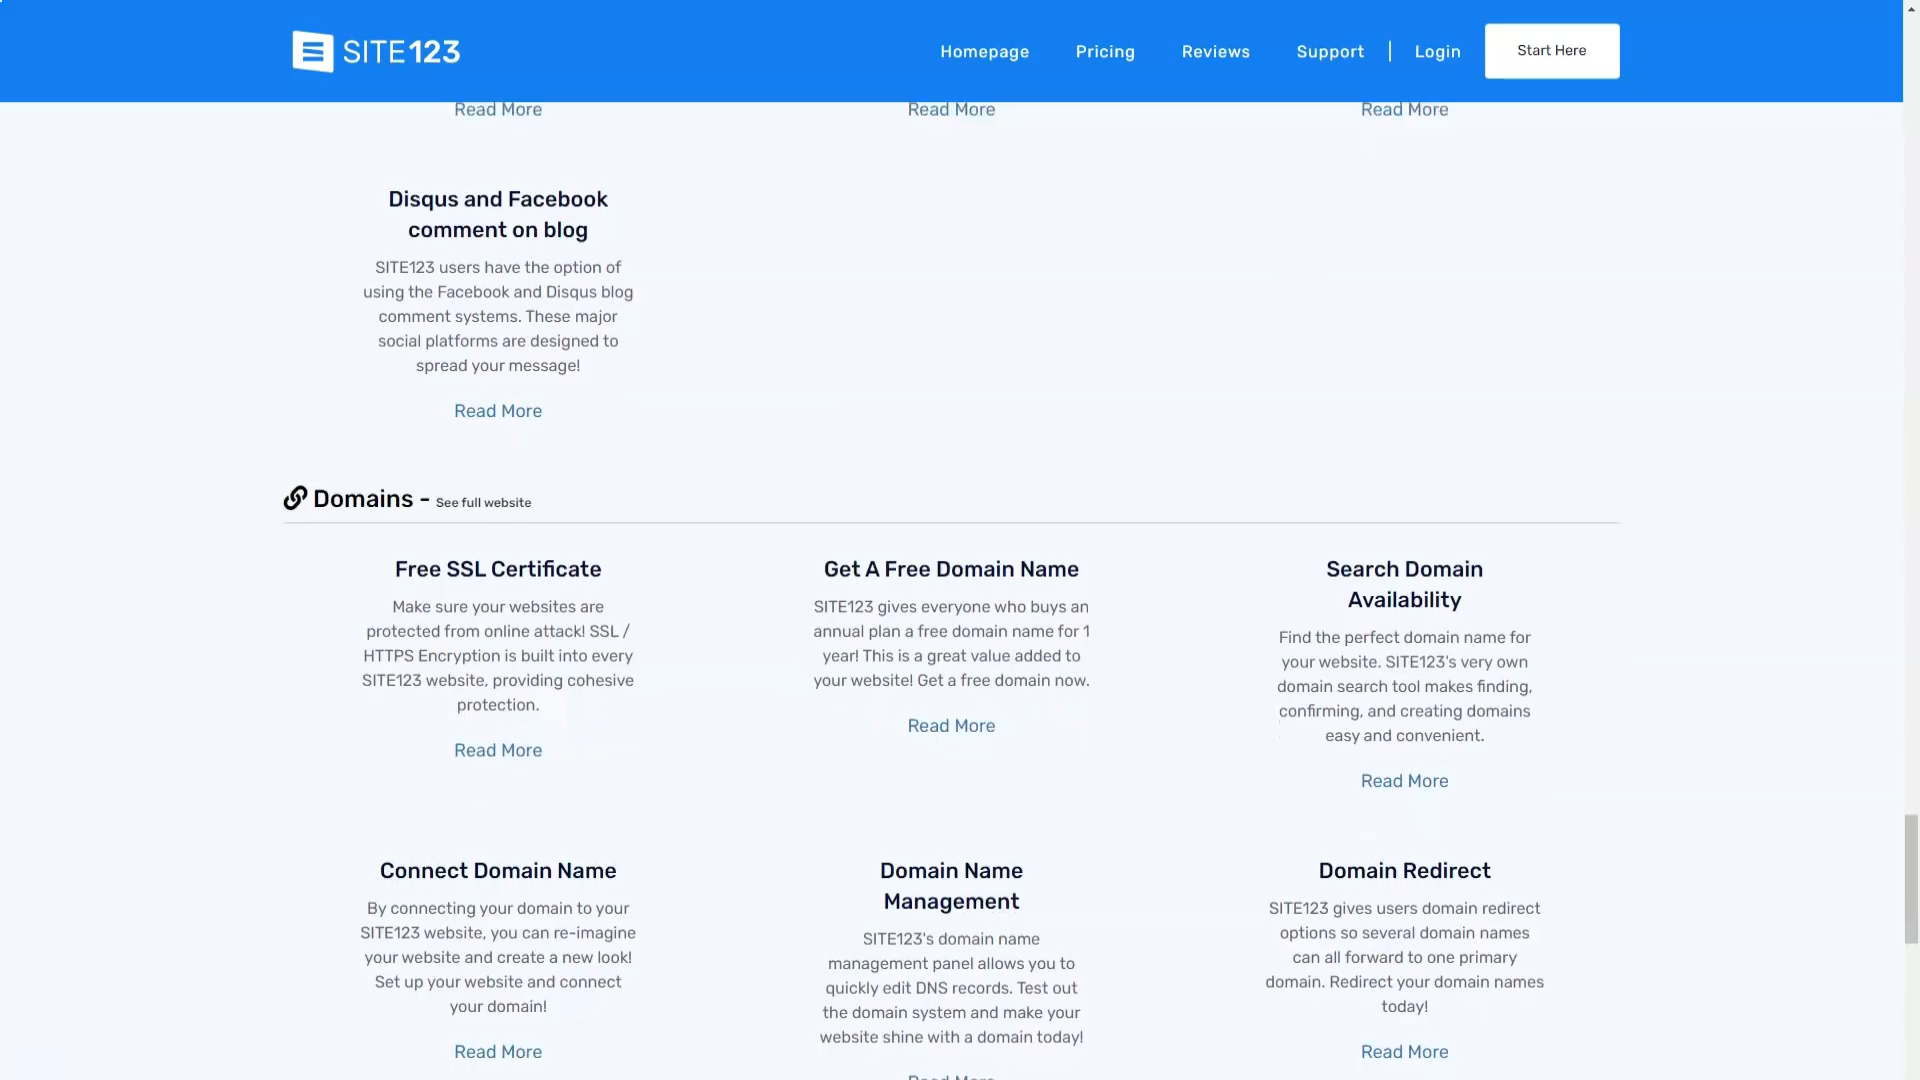 SITE123
Homepage
Pricing
Reviews
Support
Login
Start Here
Read More
Read More
Read More
Disqus and Facebook
comment on blog
SITE123 users have the option of
using the Facebook and Disqus blog
comment systems. These major
social platforms are designed to
spread your message!
Read More
Domains - See full website
Free SSL Certificate
Make sure your websites are
protected from online attack! SSL /
HTTPS Encryption is built into every
SITE123 website, providing cohesive
protection.
Read More
Get A Free Domain Name
SITE123 gives everyone who buys an
annual plan a free domain name for 1
year! This is a great value added to
your website! Get a free domain now.
Read More
Search Domain
Availability
Find the perfect domain name for
your website. SITE123's very own
domain search tool makes finding,
confirming, and creating domains
easy and convenient.
Read More
Connect Domain Name
By connecting your domain to your
SITE123 website, you can re-imagine
your website and create a new look!
Set up your website and connect
your domain!
Read More
Domain Name
Management
SITE123's domain name
management panel allows you to
quickly edit DNS records. Test out
the domain system and make your
website shine with a domain today!
Read More
Domain Redirect
SITE123 gives users domain redirect
options so several domain names
can all forward to one primary
domain. Redirect your domain names
today!
Read More